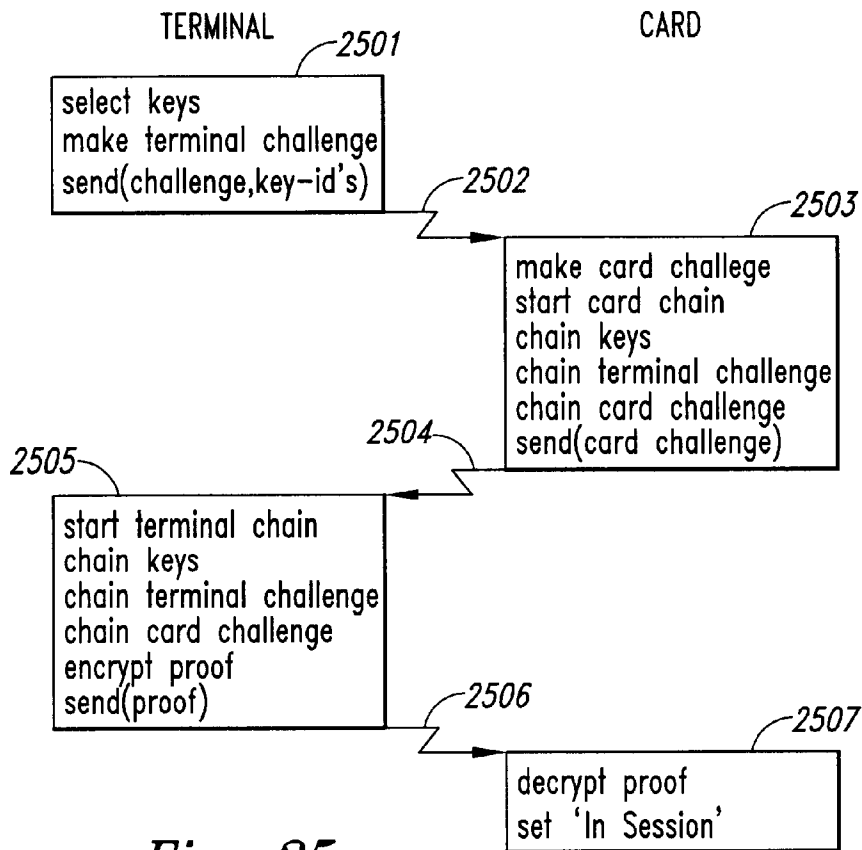 TERMINAL
CARD
2501
select keys
make terminal challenge
send(challenge,key-id's)
2502
2503
make card challege
start card chain
chain keys
chain terminal challenge
chain card challenge
send(card challenge)
2504
2505
start terminal chain
chain keys
chain terminal challenge
chain card challenge
encrypt proof
send(proof)
2506
2507
decrypt proof
set 'In Session'